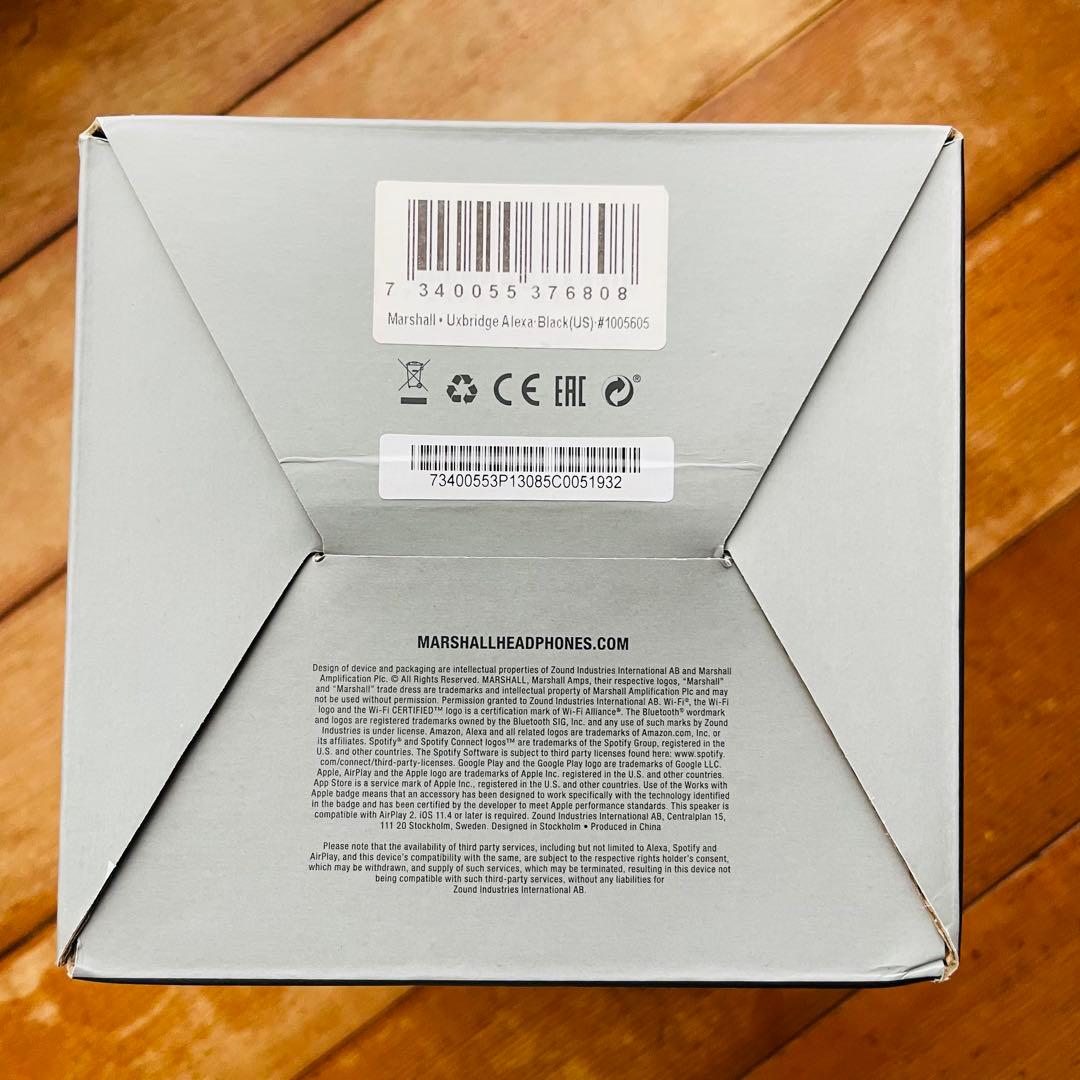 7 340055 376808
Marshall • Uxbridge Alexa·Black(US)·#1005605
CE EAC ®
73400553P13085C0051932
MARSHALLHEADPHONES.COM
Design of device and packaging are intellectual properties of Zound Industries International AB and Marshall
Amplification Plc. © All Rights Reserved. MARSHALL, Marshall Amps, their respective logos, “Marshall”
and “Marshall” trade dress are trademarks and intellectual property of Marshall Amplification Plc and may
not be used without permission. Permission granted to Zound Industries International AB. Wi-Fi®, the Wi-Fi
logo and the Wi-Fi CERTIFIED™ logo is a certification mark of Wi-Fi Alliance®. The Bluetooth® wordmark
and logos are registered trademarks owned by the Bluetooth SIG, Inc. and any use of such marks by Zound
Industries is under license. Amazon, Alexa and all related logos are trademarks of Amazon.com, Inc. or
its affiliates. Spotify® and Spotify Connect logos™ are trademarks of the Spotify Group, registered in the
U.S. and other countries. The Spotify Software is subject to third party licenses found here: www.spotify.
com/connect/third-party-licenses. Google Play and the Google Play logo are trademarks of Google LLC.
Apple, AirPlay and the Apple logo are trademarks of Apple Inc. registered in the U.S. and other countries.
App Store is a service mark of Apple Inc., registered in the U.S. and other countries. Use of the Works with
Apple badge means that an accessory has been designed to work specifically with the technology identified
in the badge and has been certified by the developer to meet Apple performance standards. This speaker is
compatible with AirPlay 2. iOS 11.4 or later is required. Zound Industries International AB, Centralplan 15,
111 20 Stockholm, Sweden. Designed in Stockholm • Produced in China
Please note that the availability of third party services, including but not limited to Alexa, Spotify and
AirPlay, and this device's compatibility with the same, are subject to the respective rights holder's consent,
which may be withdrawn, and supply of such services, which may be terminated, resulting in this device not
being compatible with such third-party services, without any liabilities for
Zound Industries International AB.